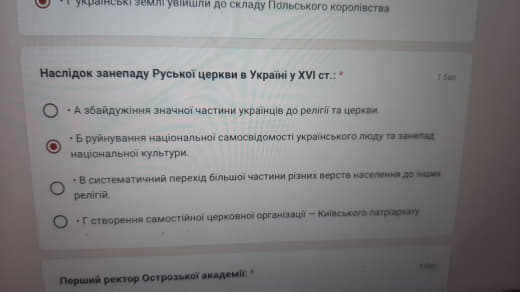 • Г українські землі увійшли до складу Польського королівства
Наслідок занепаду Руської церкви в Україні у XVI ст.: *
1 бал
• А збайдужіння значної частини українців до релігії та церкви.
• Б руйнування національної самосвідомості українського люду та занепад
національної культури.
• В систематичний перехід більшої частини різних верств населення до інших
релігій.
• Г створення самостійної церковної організації — Київського патріархату
Перший ректор Острозької академії: *
1 бал